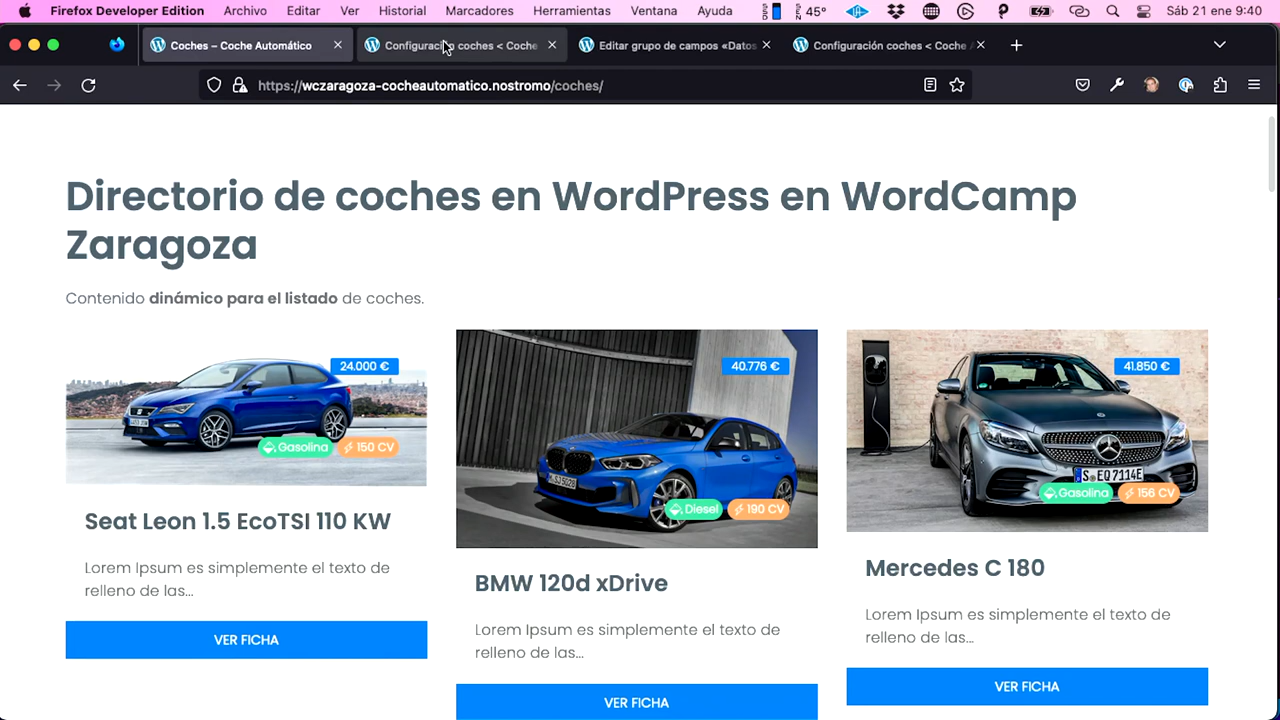 Firefox Developer Edition Archivo Editar Ver Historial Marcadores Herramientas Ventana Ayuda 45° Sáb 21 ene 9:40
Coches – Coche Automático Configuración coches < Coche Editar grupo de campos «Datos Configuración coches < Coche A
https://wczaragoza-cocheautomatico.nostromo/coches/
Directorio de coches en WordPress en WordCamp
Zaragoza
Contenido dinámico para el listado de coches.
24.000 €
Gasolina 150 CV
Seat Leon 1.5 EcoTSI 110 KW
Lorem Ipsum es simplemente el texto de
relleno de las...
VER FICHA
40.776 €
Diesel 190 CV
BMW 120d xDrive
Lorem Ipsum es simplemente el texto de
relleno de las...
VER FICHA
41.850 €
S EQ 7114E
Gasolina 156 CV
Mercedes C 180
Lorem Ipsum es simplemente el texto de
relleno de las...
VER FICHA